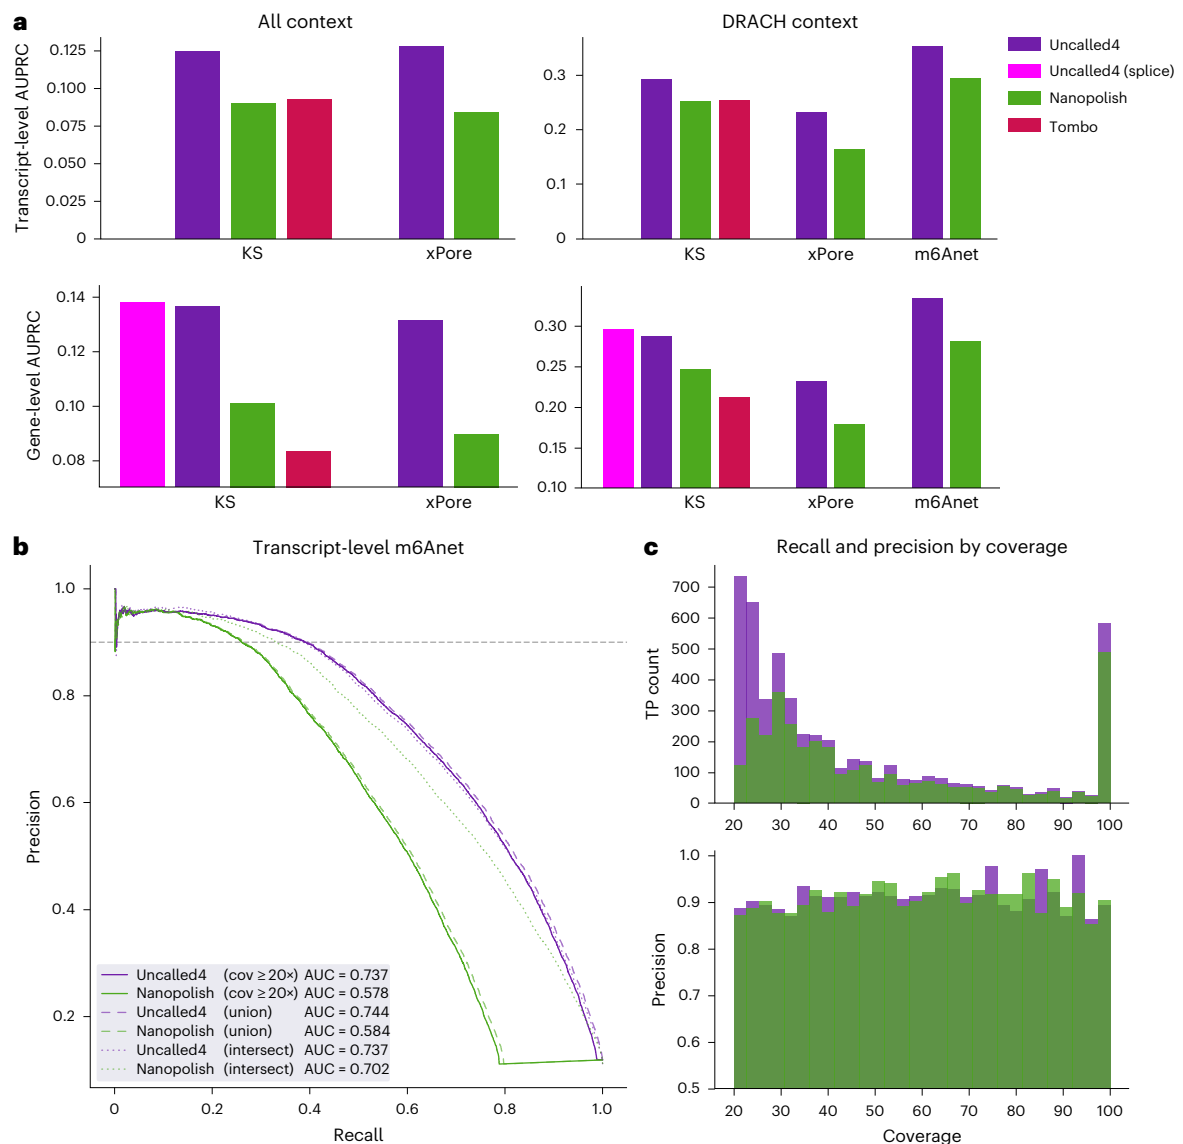 a
All context
DRACH context
Transcript-level AUPRC
0.125
0.100
0.075
0.050
0.025
0
KS
xPore
0.3
0.2
0.1
0
KS
xPore
m6Anet
Uncalled4
Uncalled4 (splice)
Nanopolish
Tombo
Gene-level AUPRC
0.14
0.12
0.10
0.08
KS
xPore
0.30
0.25
0.20
0.15
0.10
KS
xPore
m6Anet
b
Transcript-level m6Anet
Precision
1.0
0.8
0.6
0.4
0.2
Uncalled4 (cov ≥ 20×) AUC = 0.737
Nanopolish (cov ≥ 20×) AUC = 0.578
Uncalled4 (union) AUC = 0.744
Nanopolish (union) AUC = 0.584
Uncalled4 (intersect) AUC = 0.737
Nanopolish (intersect) AUC = 0.702
0 0.2 0.4 0.6 0.8 1.0
Recall
c
Recall and precision by coverage
TP count
700
600
500
400
300
200
100
0
20 30 40 50 60 70 80 90 100
Precision
1.0
0.9
0.8
0.7
0.6
0.5
20 30 40 50 60 70 80 90 100
Coverage